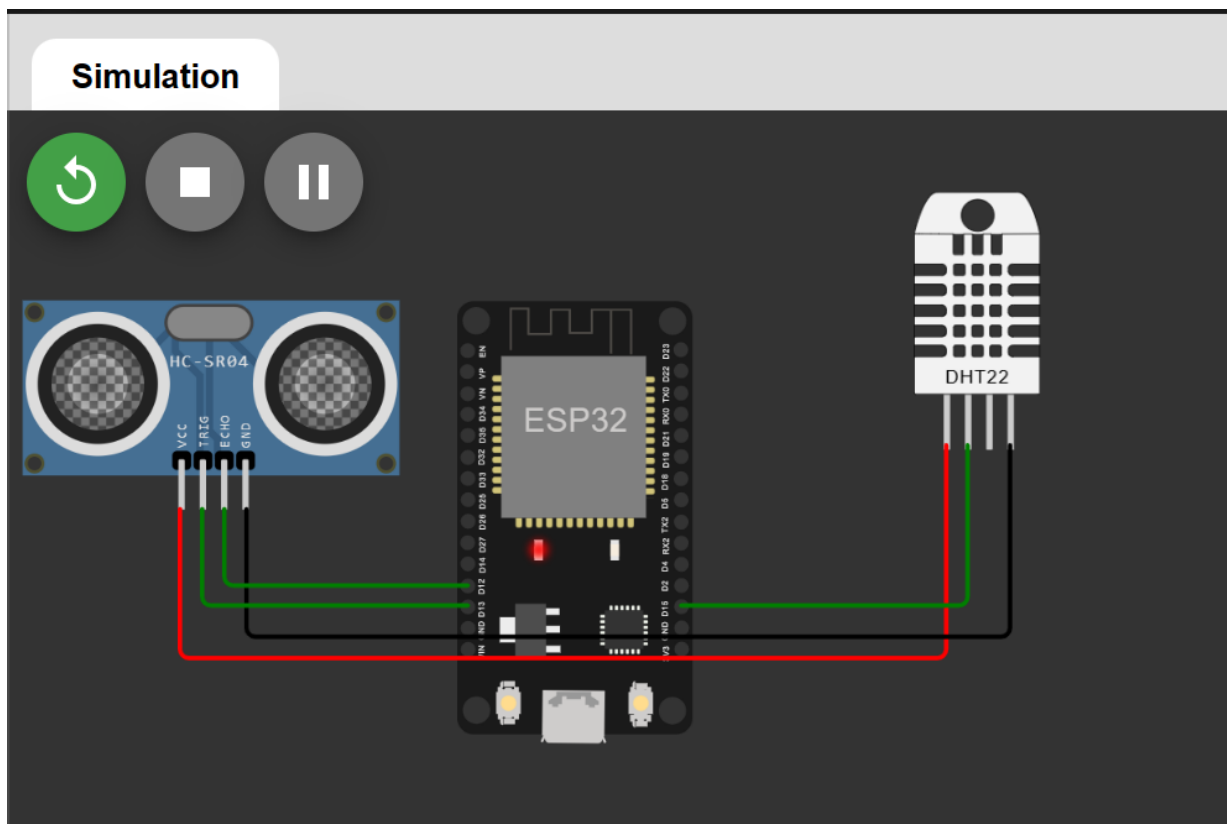 Simulation
HC-SR04
VCC
TRIG
ECHO
GND
ESP32
EN
VP
VN
D34
D35
D32
D33
D25
D26
D27
D14
D12
D13
D23
D22
TX0
RX0
D21
D19
D18
D5
TX2
RX2
D4
D2
D15
DHT22